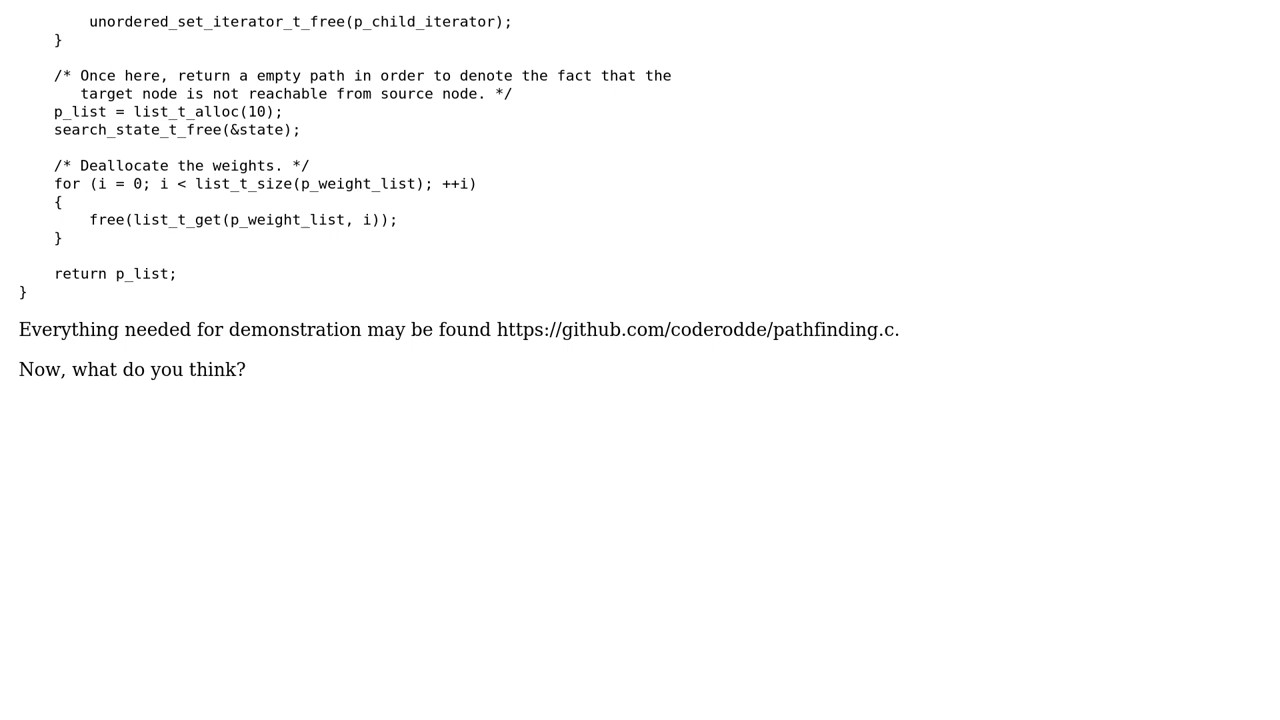 unordered_set_iterator_t_free(p_child_iterator);
    }

    /* Once here, return a empty path in order to denote the fact that the
       target node is not reachable from source node. */
    p_list = list_t_alloc(10);
    search_state_t_free(&state);

    /* Deallocate the weights. */
    for (i = 0; i < list_t_size(p_weight_list); ++i)
    {
        free(list_t_get(p_weight_list, i));
    }

    return p_list;
}
Everything needed for demonstration may be found https://github.com/coderodde/pathfinding.c.
Now, what do you think?